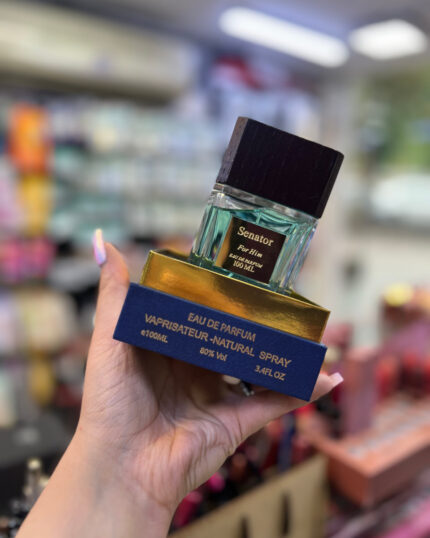 Senator
For Him
EAU DE PARFUM
100 ML
EAU DE PARFUM
VAPRISATEUR-NATURAL SPRAY
e100ML 80% Vol 3,4FL OZ